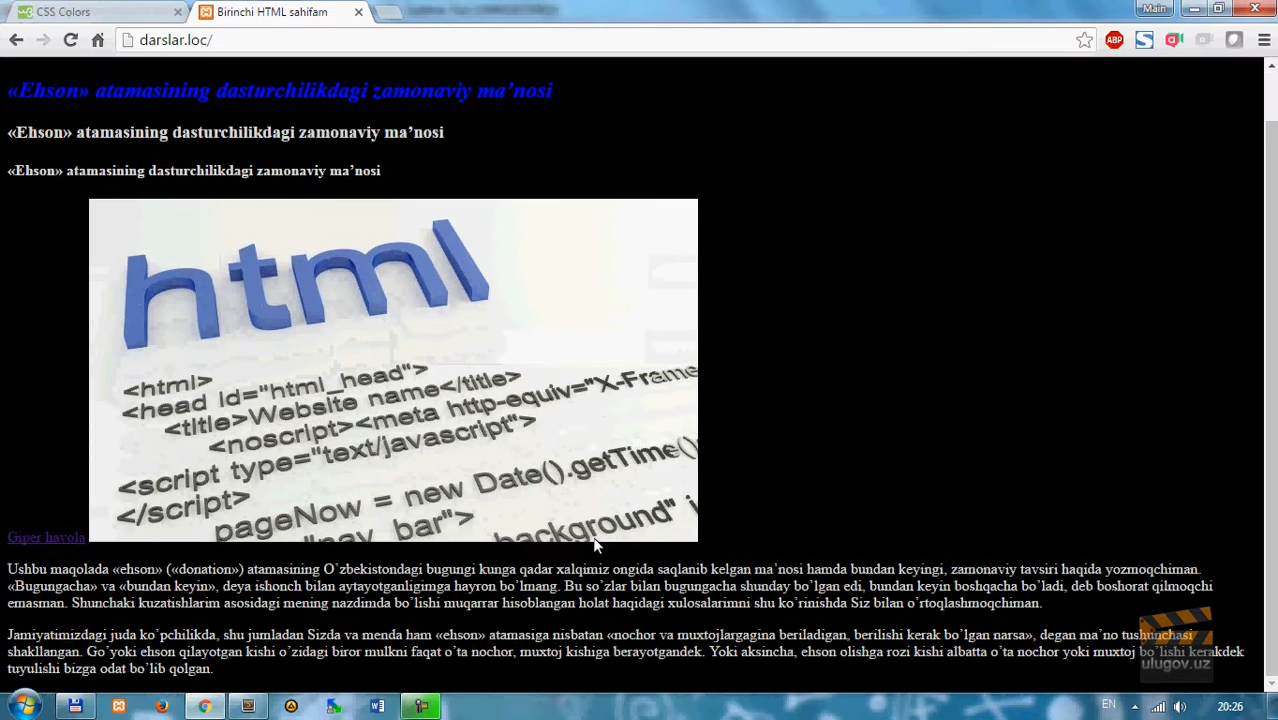 CSS Colors
Birinchi HTML sahifam
Main
darslar.loc/
ABP
«Ehson» atamasining dasturchilikdagi zamonaviy ma’nosi
«Ehson» atamasining dasturchilikdagi zamonaviy ma’nosi
«Ehson» atamasining dasturchilikdagi zamonaviy ma’nosi
html
<html>
<head id="html_head">
<title>Website name</title>
<noscript><meta http-equiv="X-Frame
<script type="text/javascript">
</script>
pageNow = new Date().getTime()
bar">
background"
Giper havola
Ushbu maqolada «ehson» («donation») atamasining O’zbekistondagi bugungi kunga qadar xalqimiz ongida saqlanib kelgan ma’nosi hamda bundan keyingi, zamonaviy tavsiri haqida yozmoqchiman.
«Bugungacha» va «bundan keyin», deya ishonch bilan aytayotganligimga hayron bo’lmang. Bu so’zlar bilan bugungacha shunday bo’lgan edi, bundan keyin boshqacha bo’ladi, deb boshorat qilmoqchi
emasman. Shunchaki kuzatishlarim asosidagi mening nazdimda bo’lishi muqarrar hisoblangan holat haqidagi xulosalarimni shu ko’rinishda Siz bilan o’rtoqlashmoqchiman.
Jamiyatimizdagi juda ko’pchilikda, shu jumladan Sizda va menda ham «ehson» atamasiga nisbatan «nochor va muxtojlargagina beriladigan, berilishi kerak bo’lgan narsa», degan ma’no tushunchasi
shakllangan. Go’yoki ehson qilayotgan kishi o’zidagi biror mulkni faqat o’ta nochor, muxtoj kishiga berayotgandek. Yoki aksincha, ehson olishga rozi kishi albatta o’ta nochor yoki muxtoj bo’lishi kerakdek
tuyulishi bizga odat bo’lib qolgan.
ulugov.uz
EN
20:26